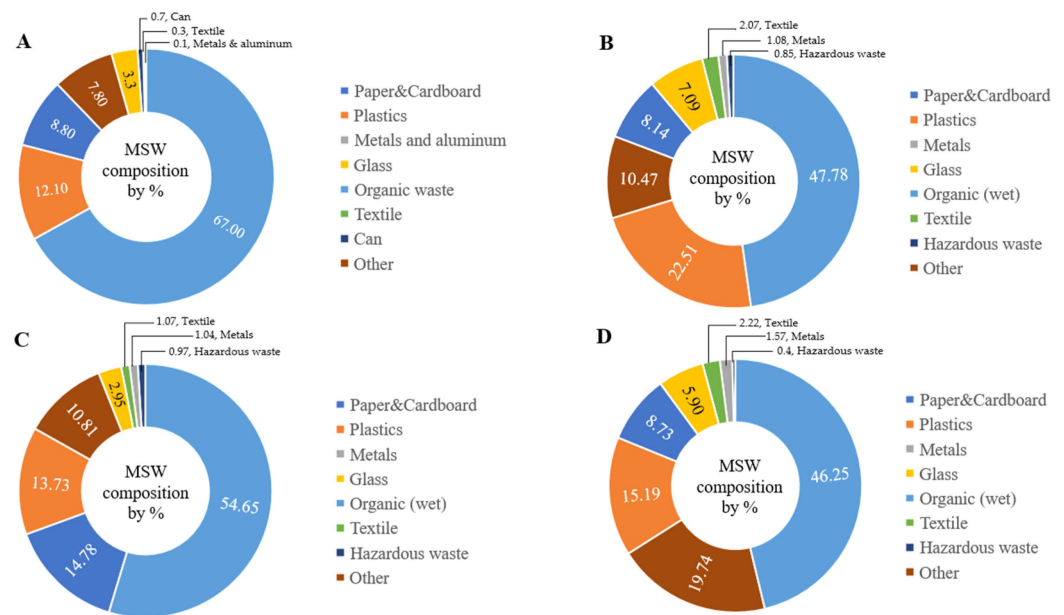 A
0.7, Can
0.3, Textile
0.1, Metals & aluminum
3.3
7.80
8.80
12.10
67.00
MSW
composition
by %
Paper&Cardboard
Plastics
Metals and aluminum
Glass
Organic waste
Textile
Can
Other
B
2.07, Textile
1.08, Metals
0.85, Hazardous waste
7.09
8.14
10.47
22.51
47.78
MSW
composition
by %
Paper&Cardboard
Plastics
Metals
Glass
Organic (wet)
Textile
Hazardous waste
Other
C
1.07, Textile
1.04, Metals
0.97, Hazardous waste
2.95
10.81
13.73
14.78
54.65
MSW
composition
by %
Paper&Cardboard
Plastics
Metals
Glass
Organic (wet)
Textile
Hazardous waste
Other
D
2.22, Textile
1.57, Metals
0.4, Hazardous waste
5.90
8.73
15.19
19.74
46.25
MSW
composition
by %
Paper&Cardboard
Plastics
Metals
Glass
Organic (wet)
Textile
Hazardous waste
Other